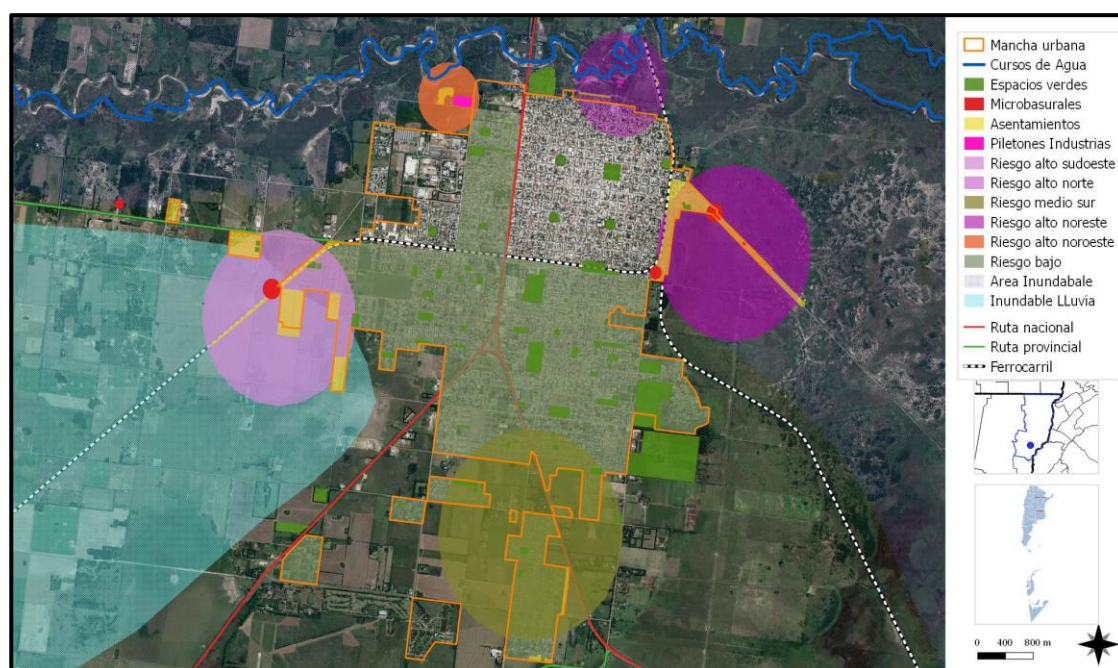 Mancha urbana
Cursos de Agua
Espacios verdes
Microbasurales
Asentamientos
Piletones Industrias
Riesgo alto sudoeste
Riesgo alto norte
Riesgo medio sur
Riesgo alto noreste
Riesgo alto noroeste
Riesgo bajo
Area Inundabale
Inundable LLuvia
Ruta nacional
Ruta provincial
Ferrocarril
0 400 800 m